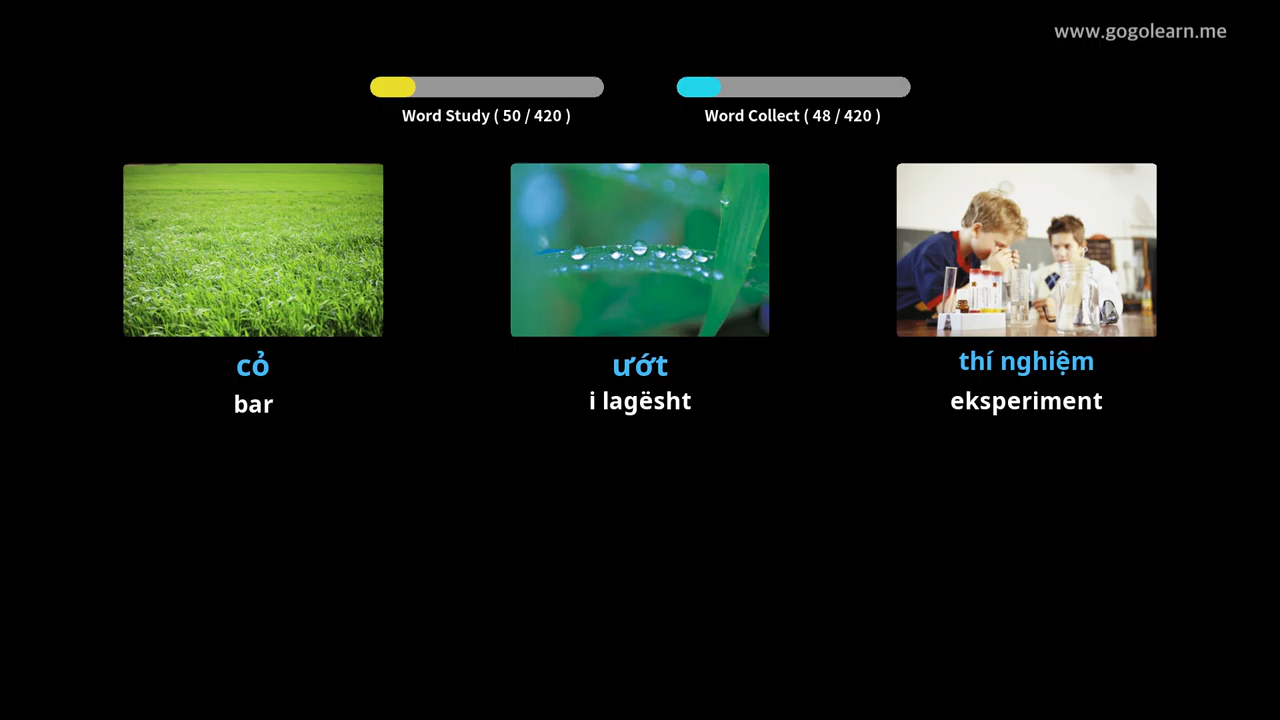 www.gogolearn.me
Word Study ( 50 / 420 )
Word Collect ( 48 / 420 )
cỏ
bar
ướt
i lagësht
thí nghiệm
eksperiment